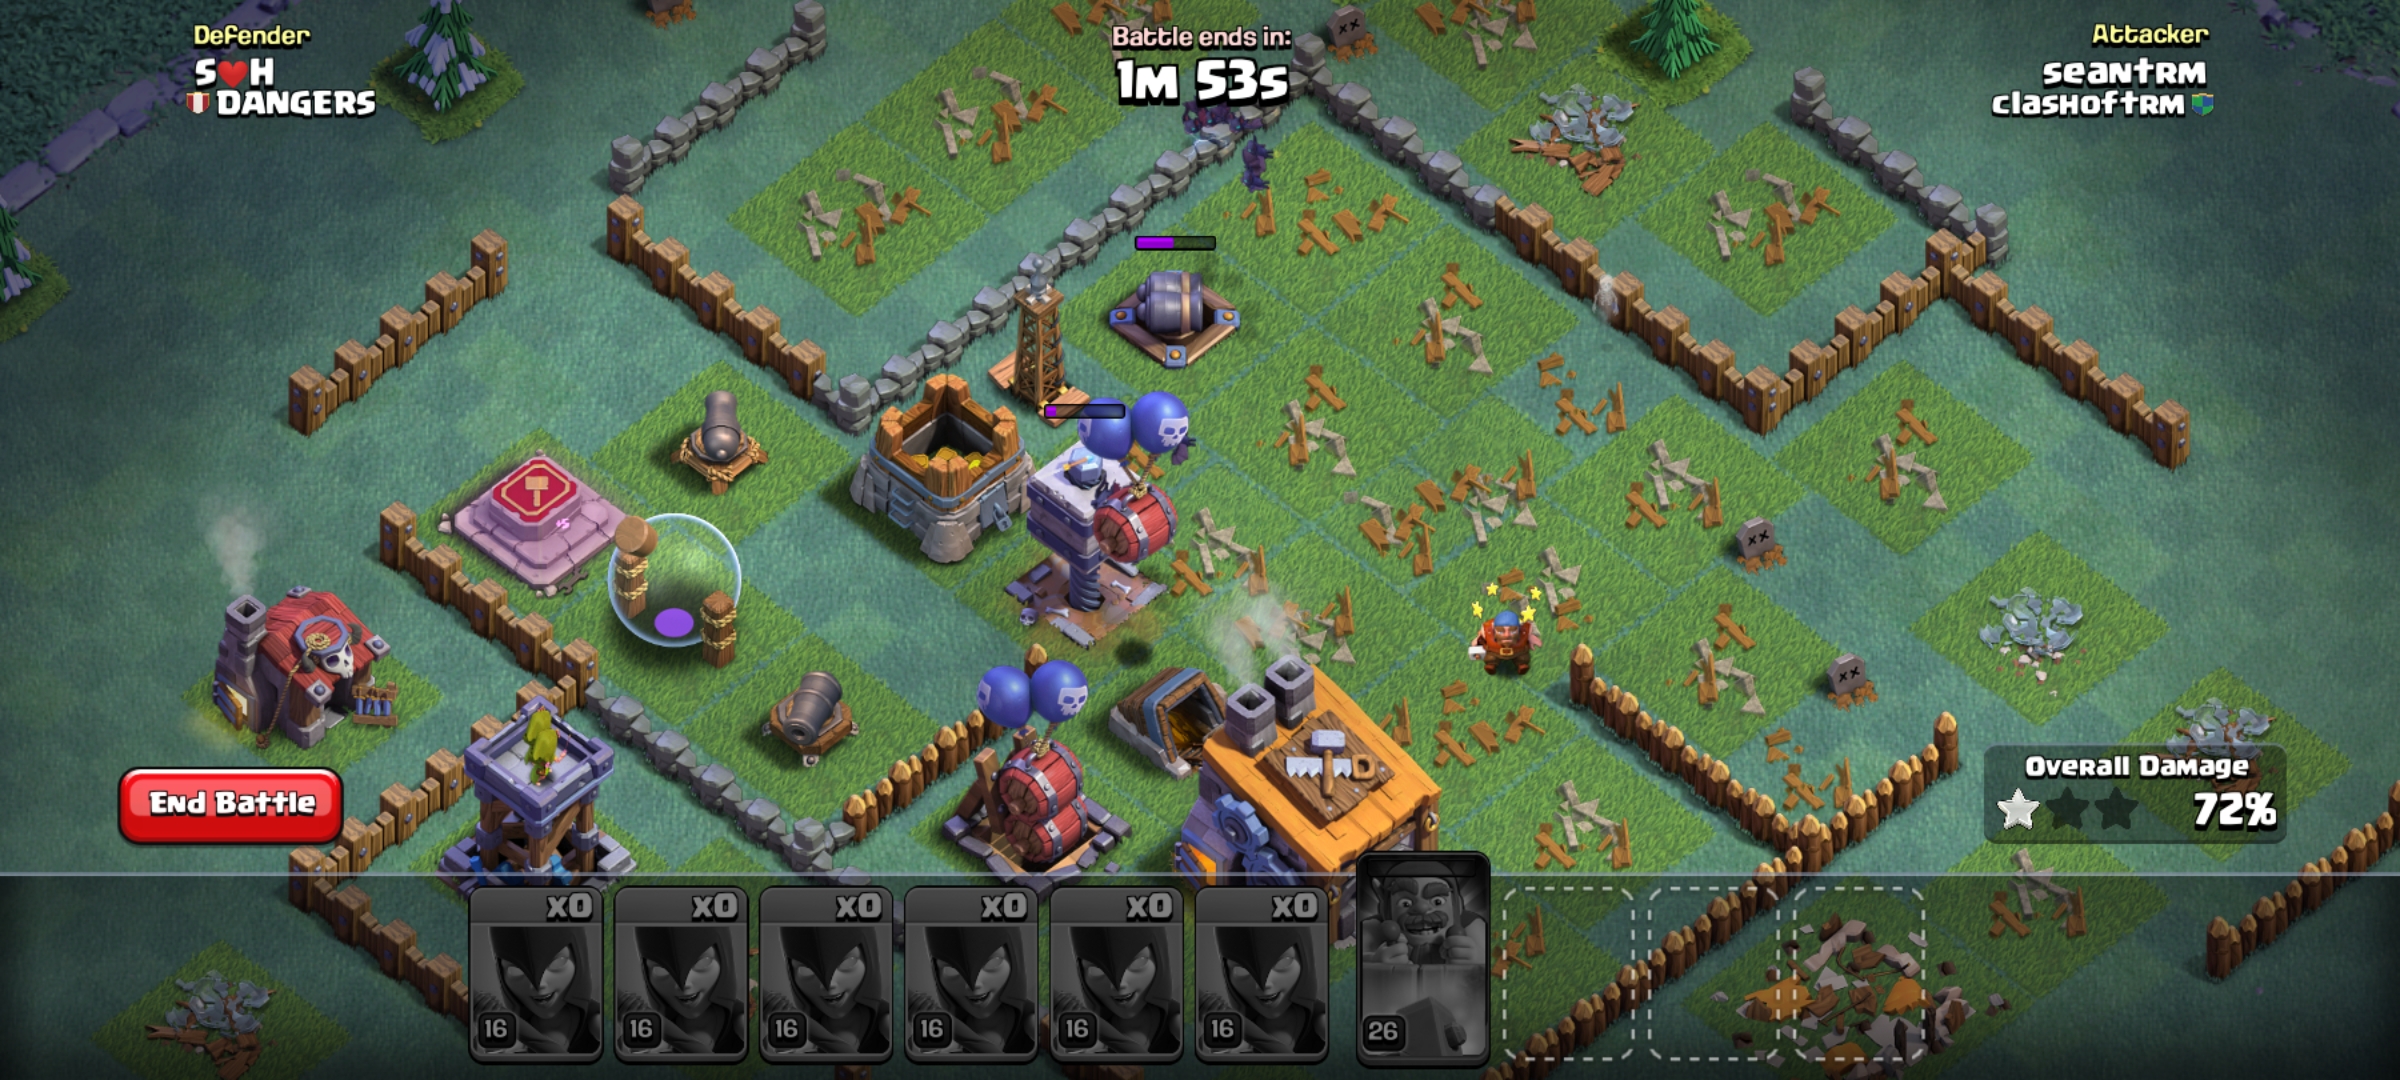 Defender
S❤️H
DANGERS
Battle ends in:
1M 53s
Attacker
seantRM
clashoftRM
End Battle
Overall Damage
72%
x0
x0
x0
x0
x0
x0
16
16
16
16
16
16
26